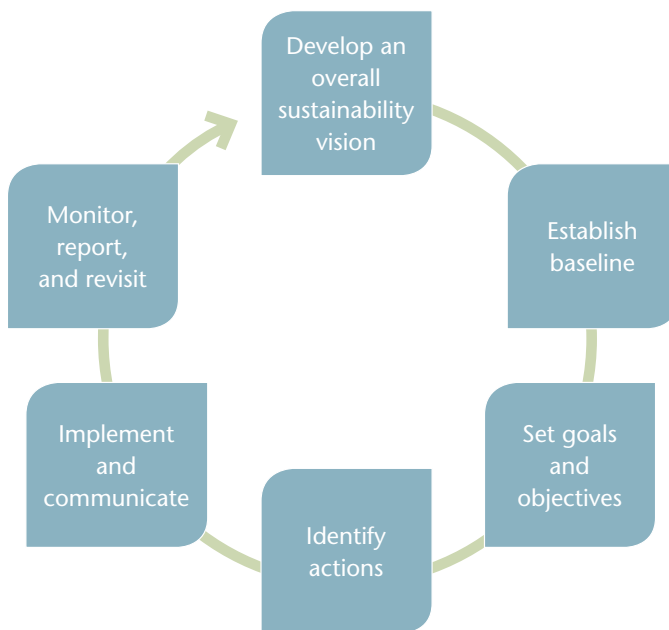 Develop an
overall
sustainability
vision
Establish
baseline
Set goals
and
objectives
Identify
actions
Implement
and
communicate
Monitor,
report,
and revisit